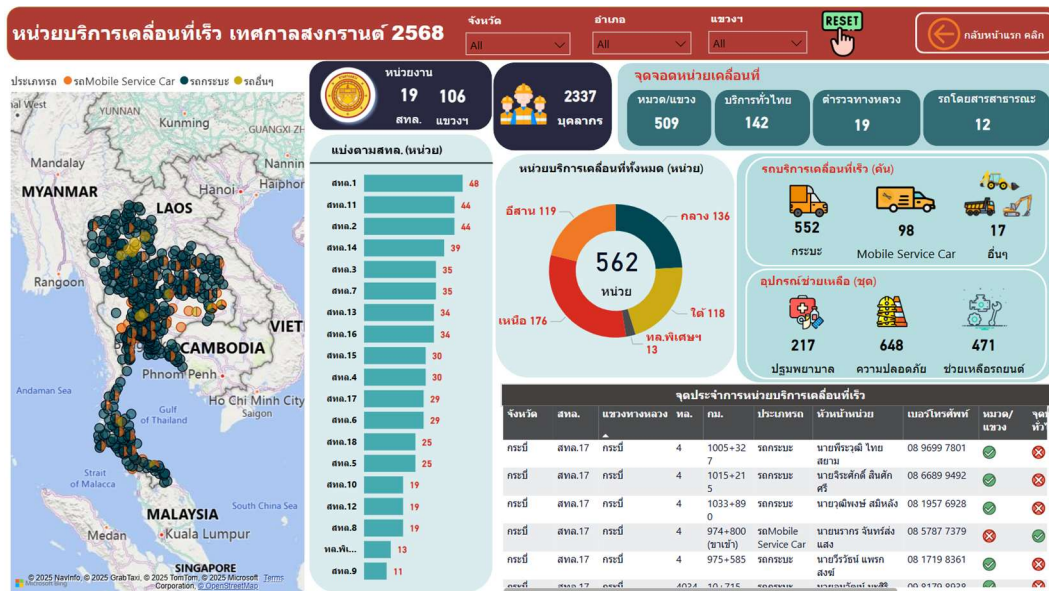 หน่วยบริการเคลื่อนที่เร็ว เทศกาลสงกรานต์ 2568
จังหวัด
All
อำเภอ
All
แขวงฯ
All
RESET
กลับหน้าแรก คลิก
ประเภทรถ รถMobile Service Car รถกระบะ รถอื่นๆ
YUNNAN
Kunming
GUANGXI ZH
Mandalay
Nannin
MYANMAR
Hanoi
Haiphon
LAOS
Rangoon
VIET
CAMBODIA
Phnom Penh
Andaman Sea
Ho Chi Minh City
Saigon
Gulf
of Thailand
Strait
of Malacca
South China Sea
MALAYSIA
Medan
Kuala Lumpur
SINGAPORE
© 2025 NavInfo, © 2025 GrabTaxi, © 2025 TomTom, © 2025 Microsoft Terms
Corporation, © OpenStreetMap
หน่วยงาน
19 106
สทล. แขวงฯ
2337
บุคลากร
จุดจอดหน่วยเคลื่อนที่
หมวด/แขวง
509
บริการทั่วไทย
142
ตำรวจทางหลวง
19
รถโดยสารสาธารณะ
12
แบ่งตามสทล. (หน่วย)
สทล.1 48
สทล.11 44
สทล.2 44
สทล.14 39
สทล.3 35
สทล.7 35
สทล.13 34
สทล.16 34
สทล.15 30
สทล.4 30
สทล.17 29
สทล.6 29
สทล.18 25
สทล.5 25
สทล.10 19
สทล.12 19
สทล.8 19
ทล.พิเ... 13
สทล.9 11
หน่วยบริการเคลื่อนที่ทั้งหมด (หน่วย)
อีสาน 119
กลาง 136
562
หน่วย
เหนือ 176
ใต้ 118
ทล.พิเศษฯ
13
รถบริการเคลื่อนที่เร็ว (คัน)
552 98 17
กระบะ Mobile Service Car อื่นๆ
อุปกรณ์ช่วยเหลือ (ชุด)
217 648 471
ปฐมพยาบาล ความปลอดภัย ช่วยเหลือรถยนต์
จุดประจำการหน่วยบริการเคลื่อนที่เร็ว
จังหวัด สทล. แขวงทางหลวง ทล. กม. ประเภทรถ หัวหน้าหน่วย เบอร์โทรศัพท์ หมวด/
แขวง
กระบี่ สทล.17 กระบี่ 4 1005+32 รถกระบะ นายพีระวุฒิ ไทย 08 9699 7801
7 สยาม
กระบี่ สทล.17 กระบี่ 4 1015+21 รถกระบะ นายจิระศักดิ์ สินศัก 08 6689 9492
5 ศรี
กระบี่ สทล.17 กระบี่ 4 1033+89 รถกระบะ นายวุฒิพงษ์ สมิหลัง 08 1957 6928
0
กระบี่ สทล.17 กระบี่ 4 974+800 รถMobile นายนรากร จันทร์ส่ง 08 5787 7379
(ขาเข้า) Service Car แสง
กระบี่ สทล.17 กระบี่ 4 975+585 รถกระบะ นายวีรวัธน์ แพรก 08 1719 8361
สงฆ์